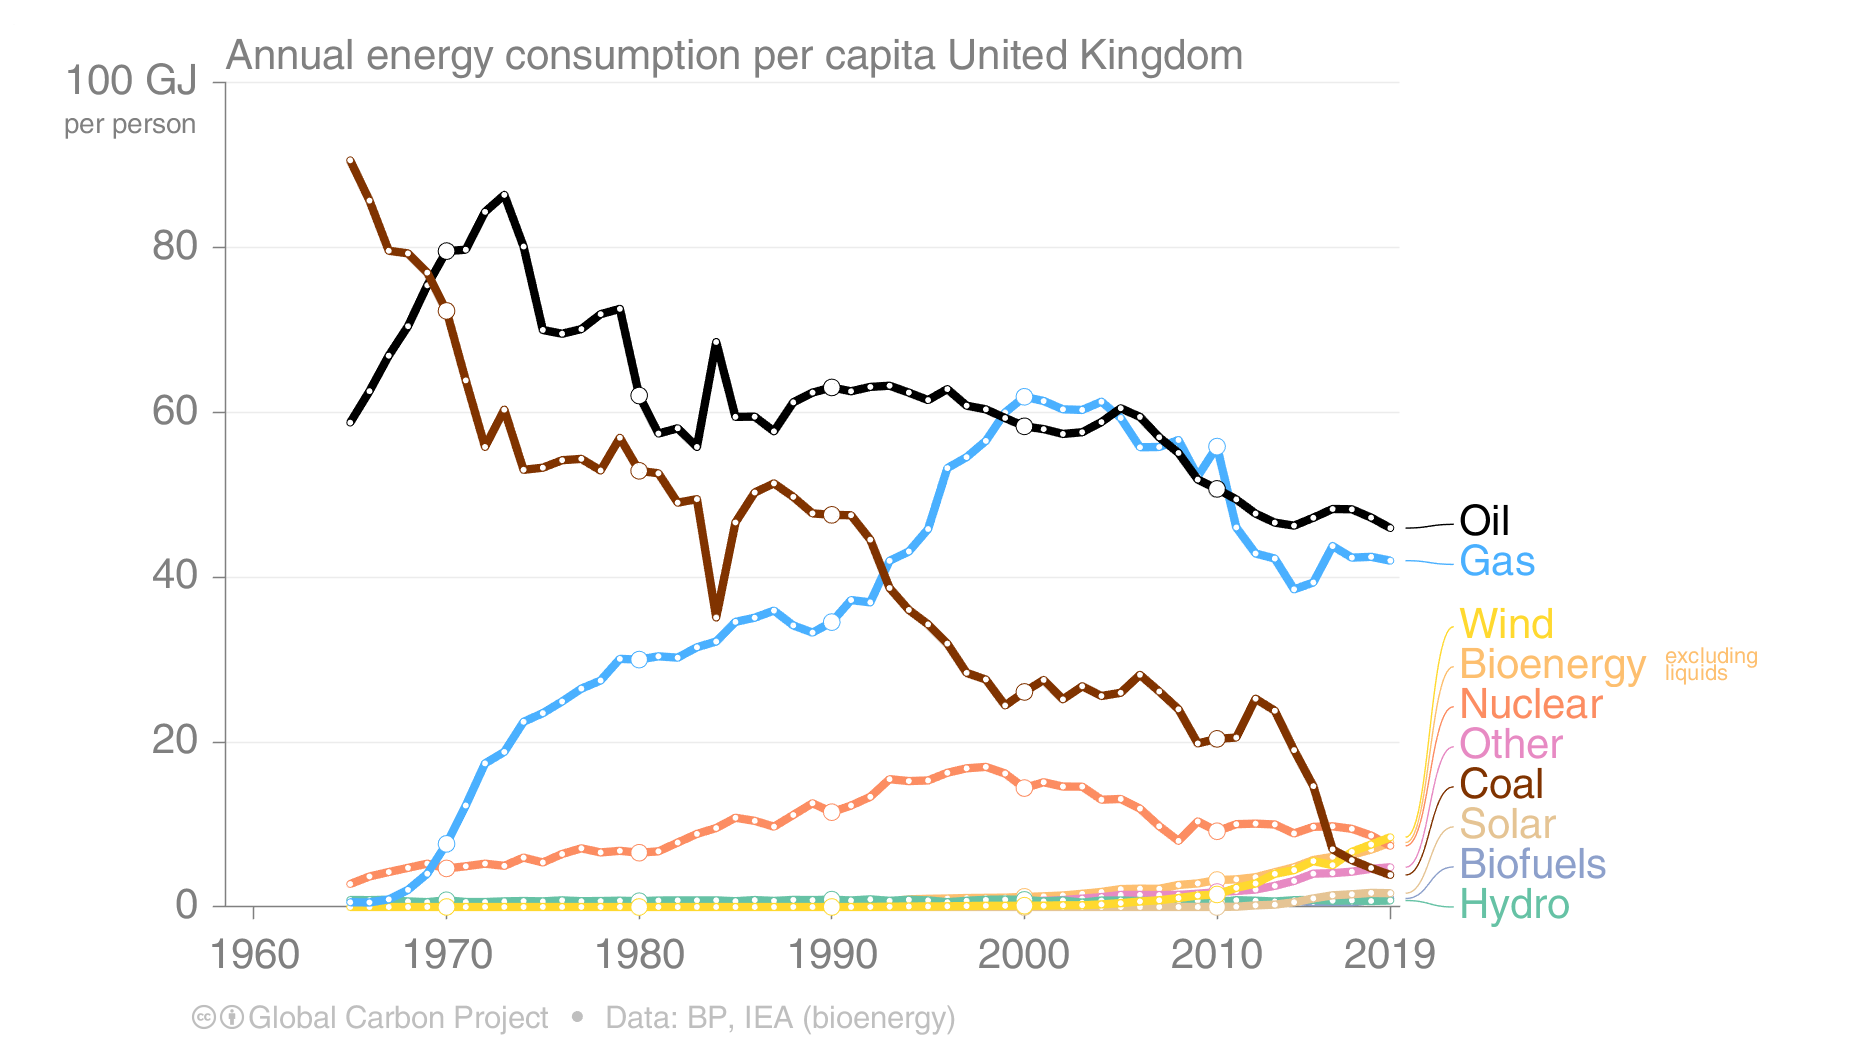 Annual energy consumption per capita United Kingdom
100 GJ
per person
80
60
40
20
0
1960 1970 1980 1990 2000 2010 2019
Oil
Gas
Wind
Bioenergy excluding
liquids
Nuclear
Other
Coal
Solar
Biofuels
Hydro
cc Global Carbon Project • Data: BP, IEA (bioenergy)